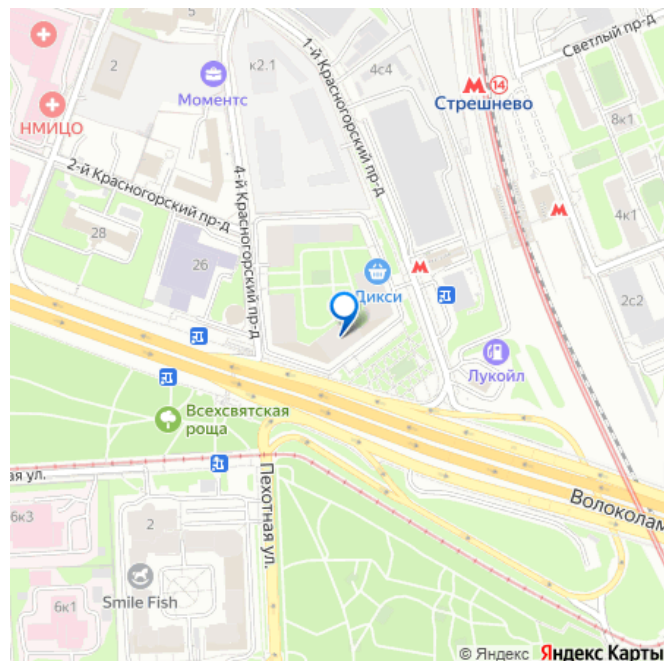 2
к2.1
1-й Красногорский пр-д
4с4
Светлый пр-д
Моментс
14
Стрешнево
8к1
НМИЦО
2-й Красногорский пр-д
4-й Красногорский пр-д
4к1
28
26
Дикси
2с2
Лукойл
Всехсвятская
роща
ая ул.
Пехотная ул.
Волоколам
6к3
2
Smile Fish
6к1
© Яндекс Яндекс Карты